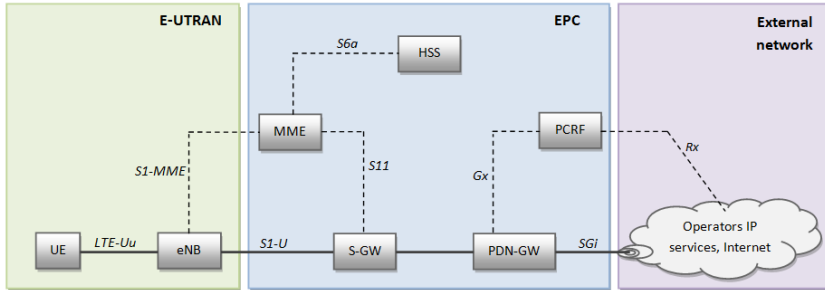 E-UTRAN
EPC
External
network
S6a
HSS
MME
PCRF
S1-MME
S11
Gx
Rx
UE
LTE-Uu
eNB
S1-U
S-GW
PDN-GW
SGi
Operators IP
services, Internet